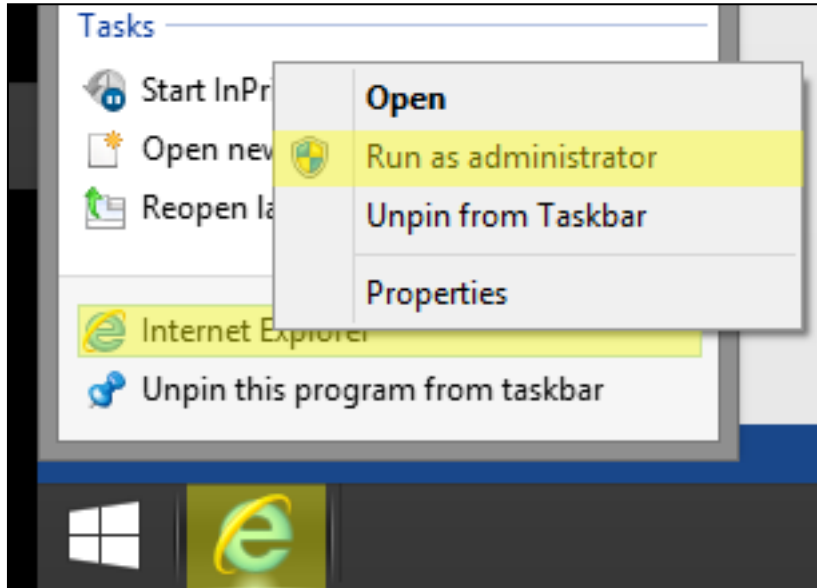 Tasks
Start InPr
Open
Open new
Run as administrator
Reopen la
Unpin from Taskbar
Properties
Internet Explorer
Unpin this program from taskbar